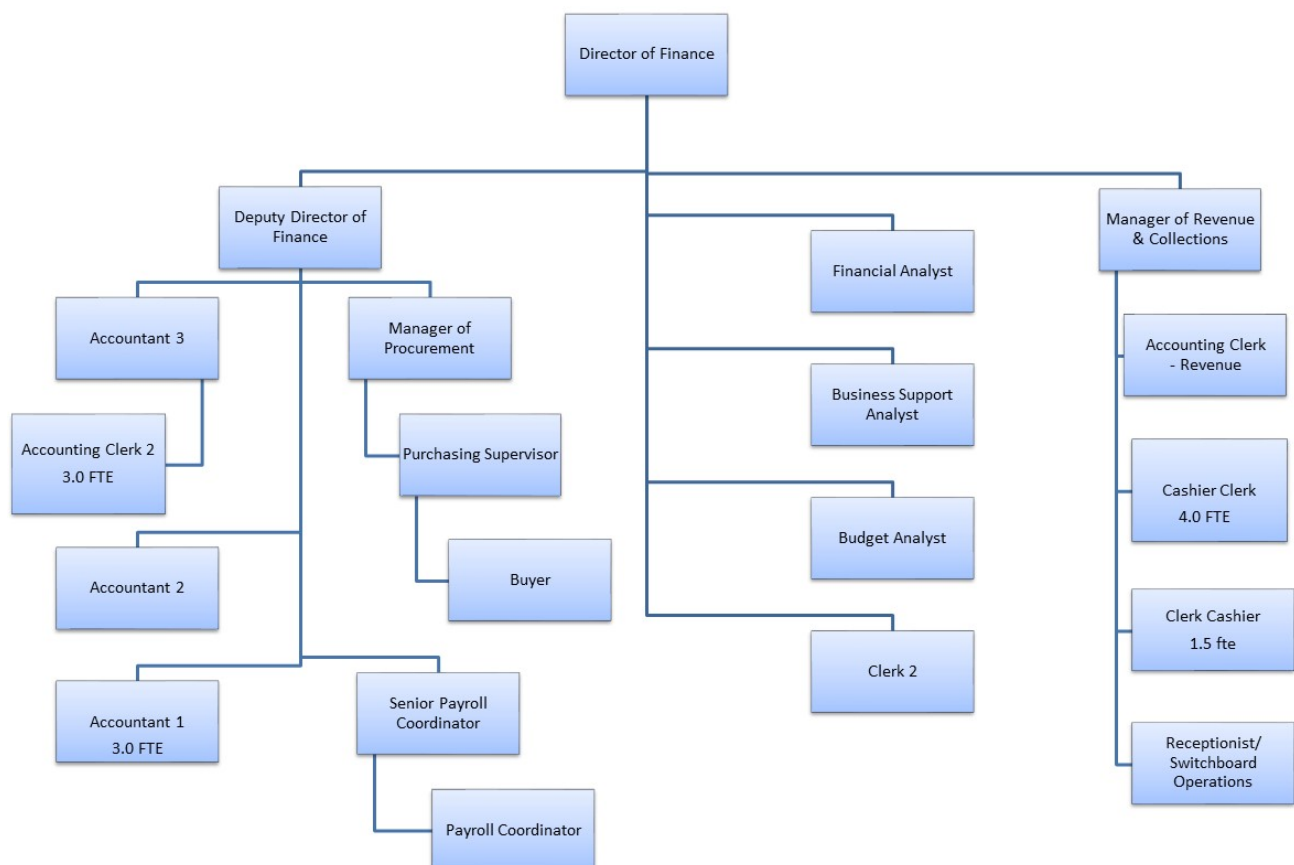 Director of Finance
Deputy Director of
Finance
Accountant 3
Accounting Clerk 2
3.0 FTE
Accountant 2
Accountant 1
3.0 FTE
Manager of
Procurement
Purchasing Supervisor
Buyer
Senior Payroll
Coordinator
Payroll Coordinator
Financial Analyst
Business Support
Analyst
Budget Analyst
Clerk 2
Manager of Revenue
& Collections
Accounting Clerk
- Revenue
Cashier Clerk
4.0 FTE
Clerk Cashier
1.5 fte
Receptionist/
Switchboard
Operations